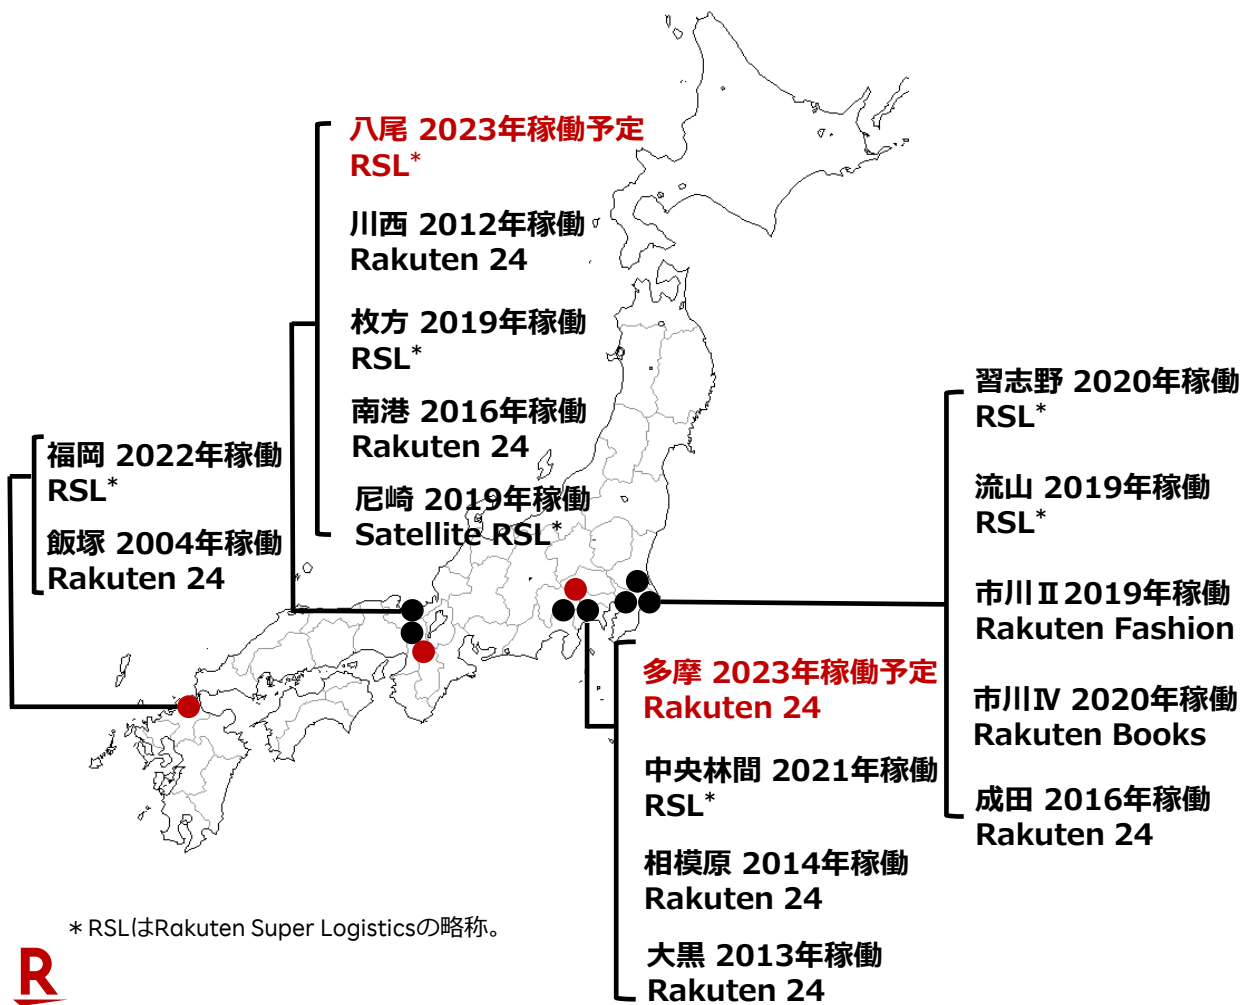 八尾 2023年稼働予定
RSL*
川西 2012年稼働
Rakuten 24
枚方 2019年稼働
RSL*
南港 2016年稼働
Rakuten 24
尼崎 2019年稼働
Satellite RSL*
福岡 2022年稼働
RSL*
飯塚 2004年稼働
Rakuten 24
習志野 2020年稼働
RSL*
流山 2019年稼働
RSL*
市川Ⅱ2019年稼働
Rakuten Fashion
市川Ⅳ 2020年稼働
Rakuten Books
成田 2016年稼働
Rakuten 24
多摩 2023年稼働予定
Rakuten 24
中央林間 2021年稼働
RSL*
相模原 2014年稼働
Rakuten 24
大黒 2013年稼働
Rakuten 24
＊RSLはRakuten Super Logisticsの略称。
R